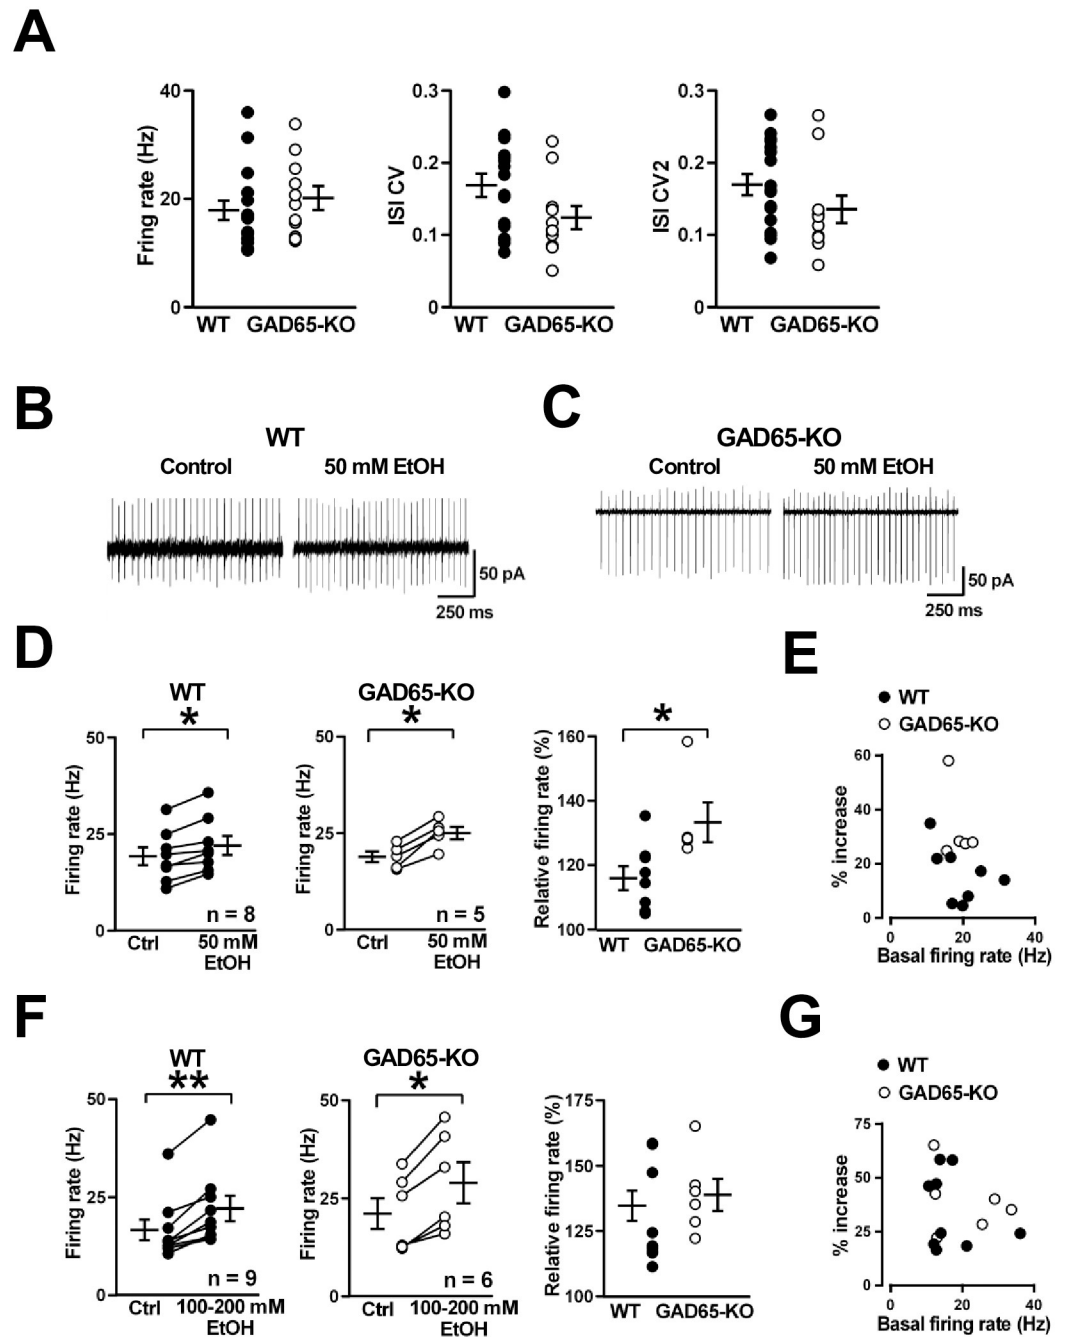 A
Fring rate (Hz)
40
20
0
WT GAD65-KO
ISI CV
0.3
0.2
0.1
0
WT GAD65-KO
ISI CV2
0.3
0.2
0.1
0
WT GAD65-KO
B
WT
Control 50 mM EtOH
50 pA
250 ms
C
GAD65-KO
Control 50 mM EtOH
50 pA
250 ms
D
WT
*
Firing rate (Hz)
50
25
0
n = 8
Ctrl 50 mM
EtOH
GAD65-KO
*
Firing rate (Hz)
50
25
0
n = 5
Ctrl 50 mM
EtOH
*
Relative firing rate (%)
160
140
120
100
WT GAD65-KO
E
WT
GAD65-KO
% increase
60
40
20
0
0 20 40
Basal firing rate (Hz)
F
WT
**
Firing rate (Hz)
50
25
0
n = 9
Ctrl 100-200 mM
EtOH
GAD65-KO
*
Firing rate (Hz)
50
25
0
n = 6
Ctrl 100-200 mM
EtOH
Relative firing rate (%)
175
150
125
100
WT GAD65-KO
G
WT
GAD65-KO
% increase
75
50
25
0
0 20 40
Basal firing rate (Hz)